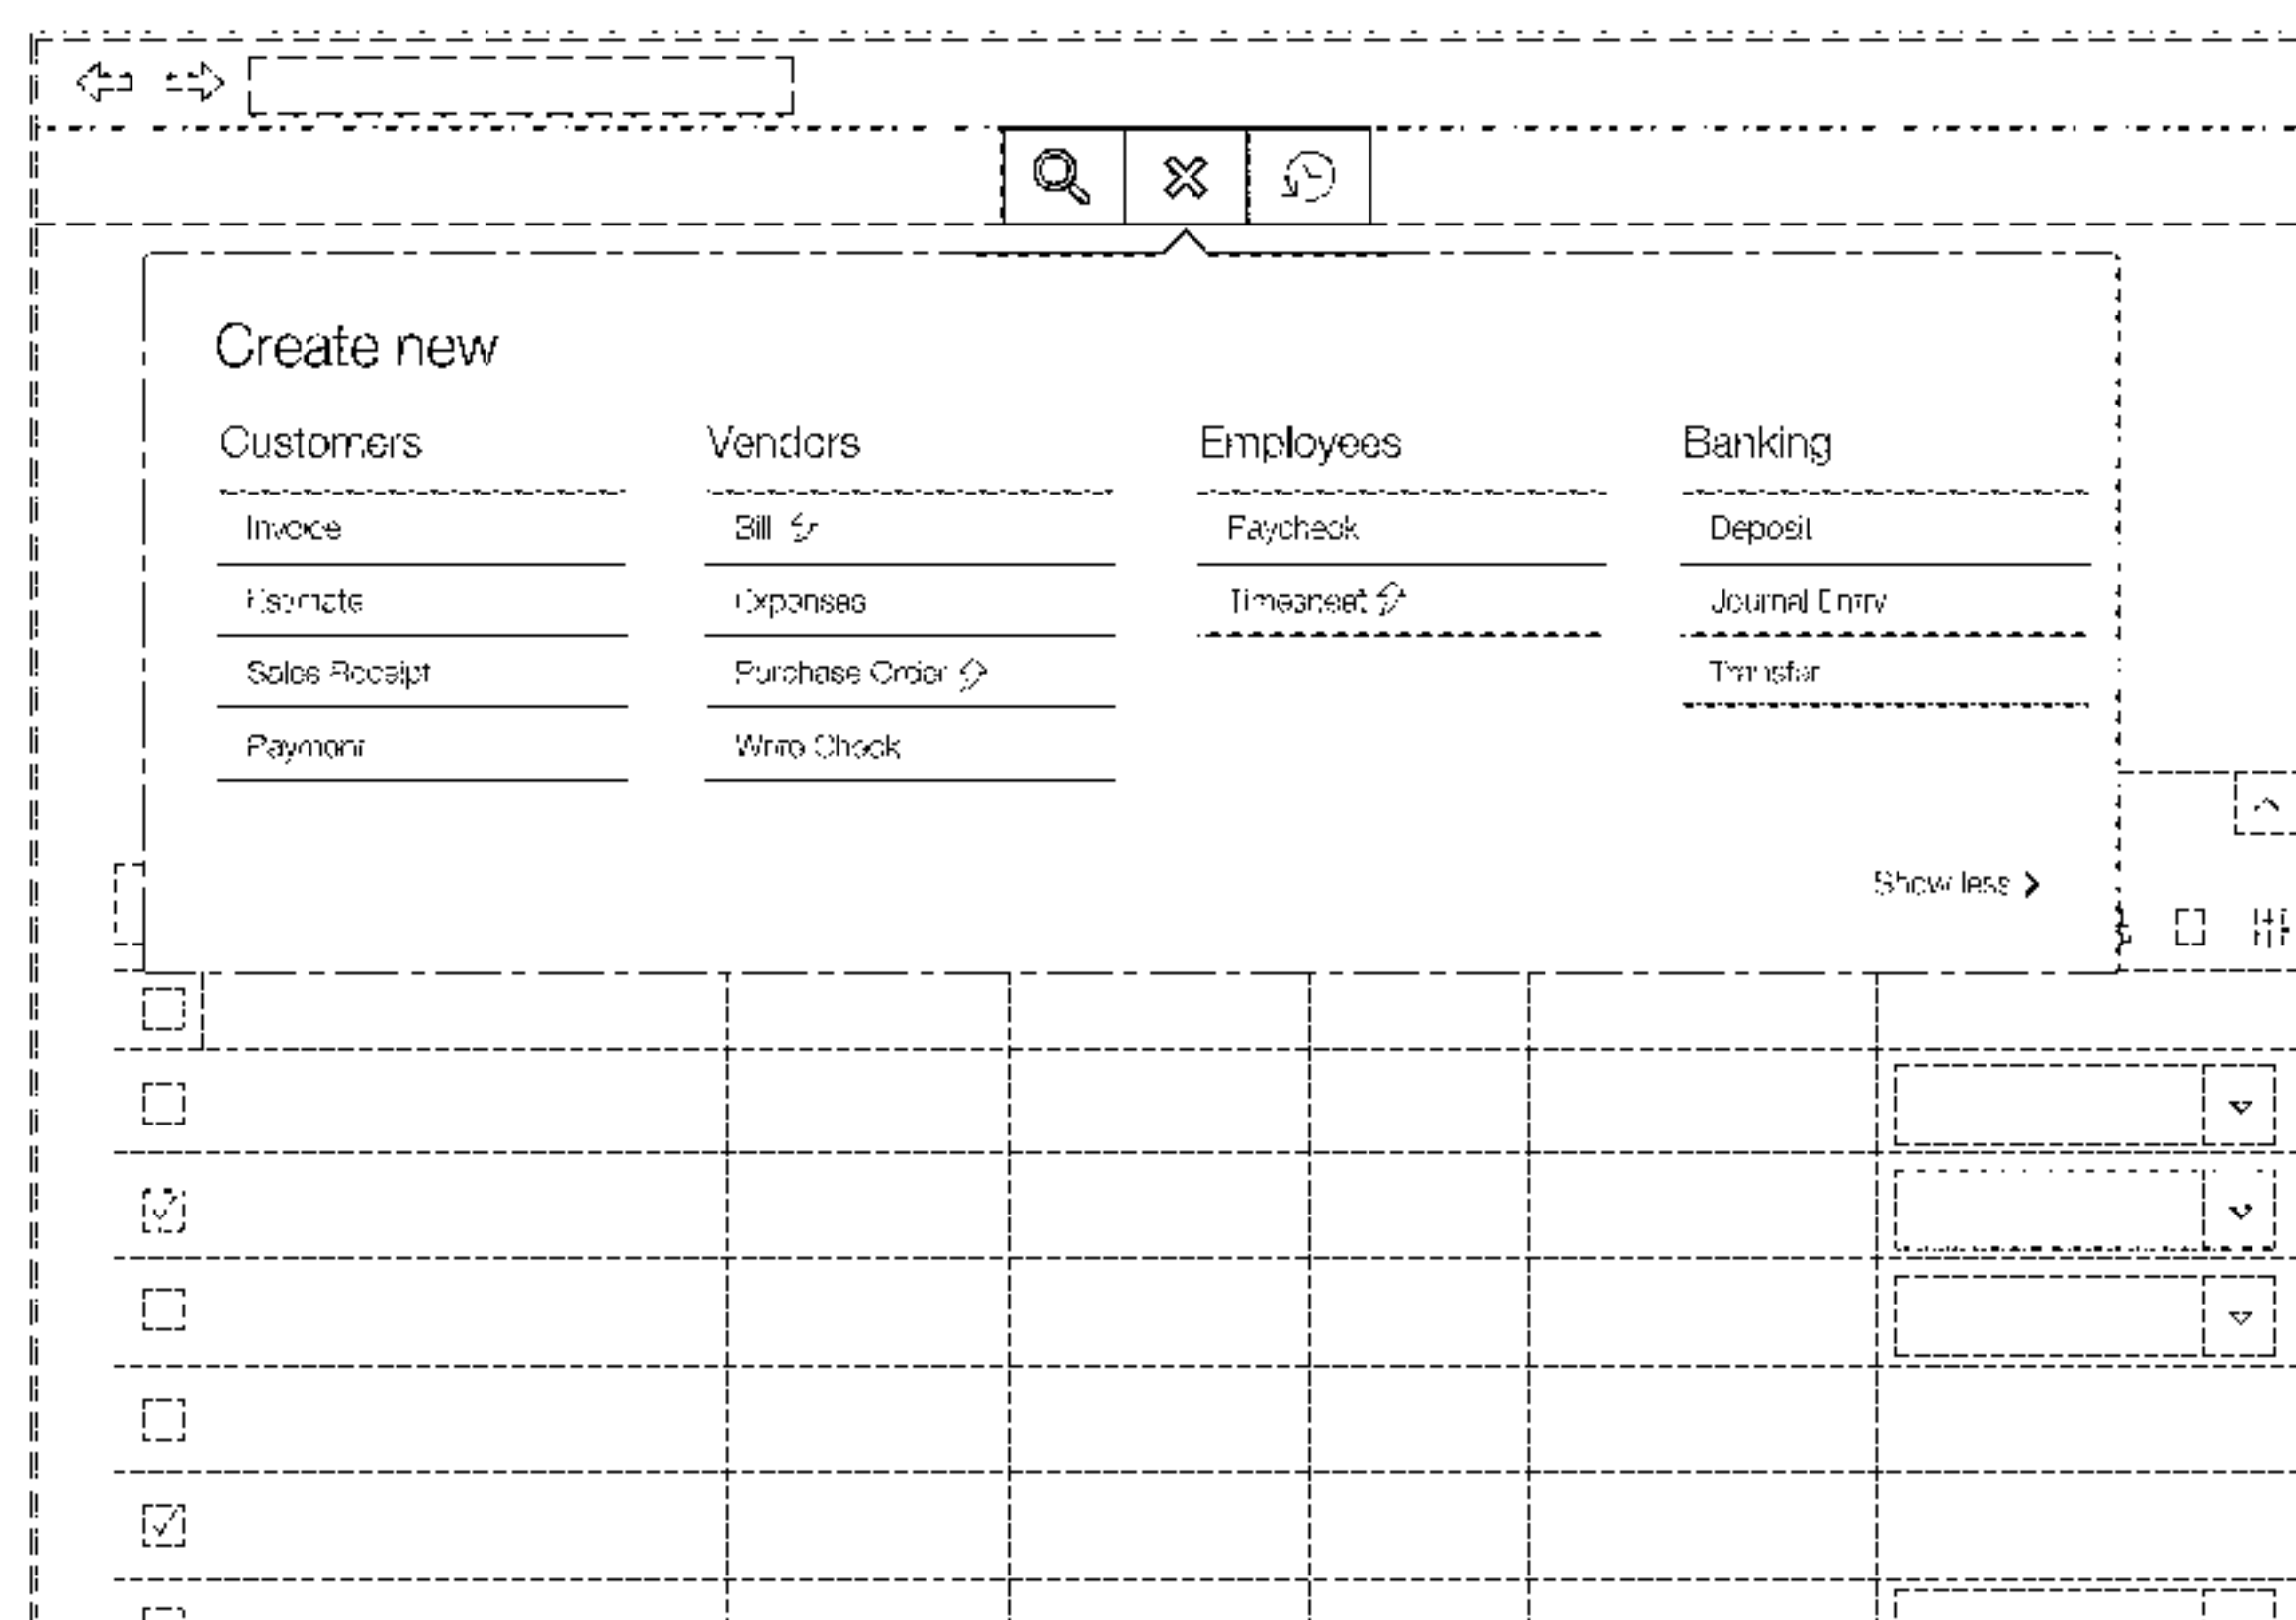 Create new
Customers
Invoice
Estimate
Sales Receipt
Payment
Vendors
Bill
Expenses
Purchase Order
Write Check
Employees
Paycheck
Timesheet
Banking
Deposit
Journal Entry
Transfer
Show less